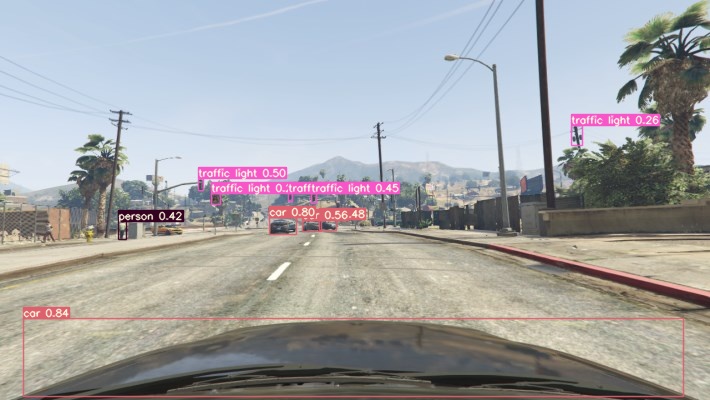 traffic light 0.26
traffic light 0.50
traffic light 0.
traff
traffic light 0.45
person 0.42
car 0.80
r 0.56
.48
car 0.84